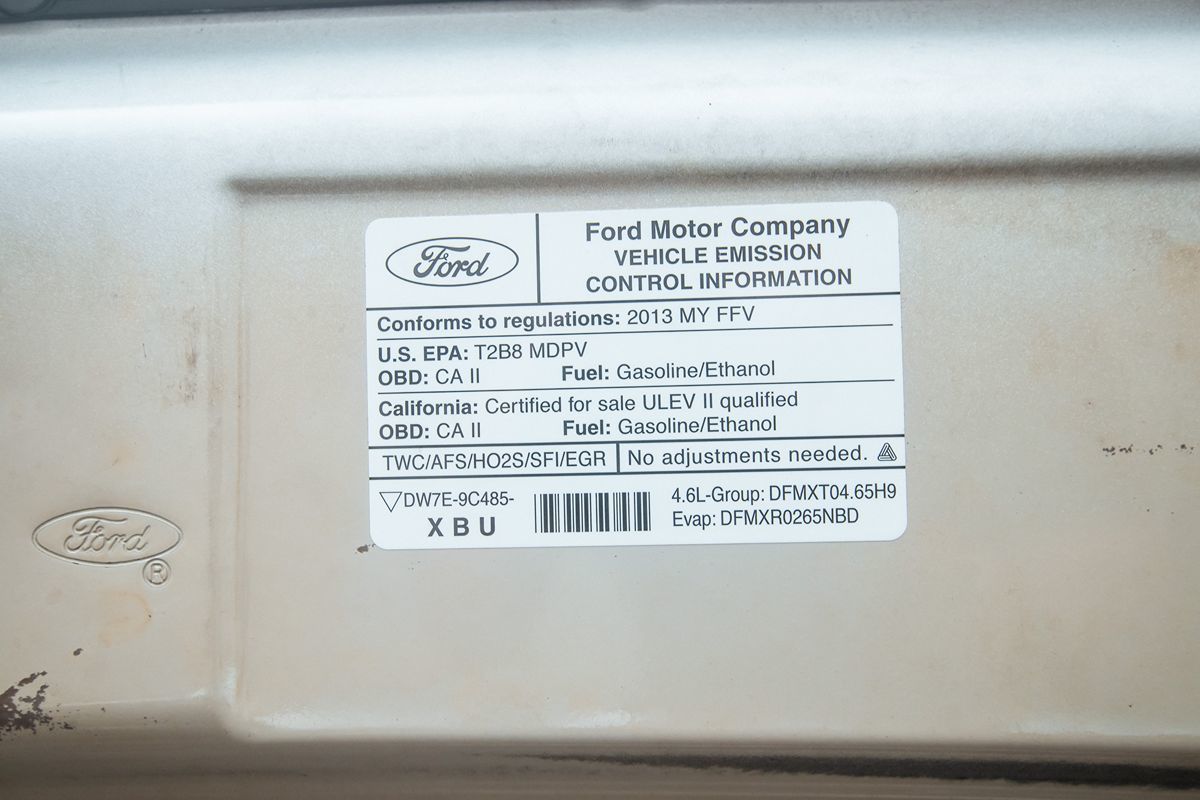 Ford
Ford Motor Company
VEHICLE EMISSION
CONTROL INFORMATION
Conforms to regulations: 2013 MY FFV
U.S. EPA: T2B8 MDPV
OBD: CA II Fuel: Gasoline/Ethanol
California: Certified for sale ULEV II qualified
OBD: CA II Fuel: Gasoline/Ethanol
TWC/AFS/HO2S/SFI/EGR No adjustments needed.
DW7E-9C485- 4.6L-Group: DFMXT04.65H9
X B U Evap: DFMXR0265NBD
Ford
®